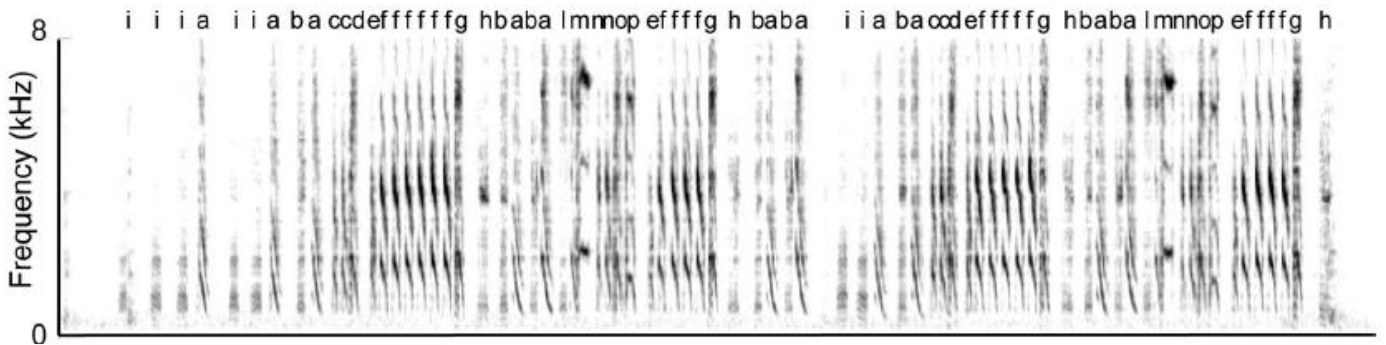 i i i a i i a b a c c d e f f f f f f g h b a b a l m n n o p e f f f f g h b a b a i i a b a c c d e f f f f f g h b a b a l m n n o p e f f f f g h
8
Frequency (kHz)
0